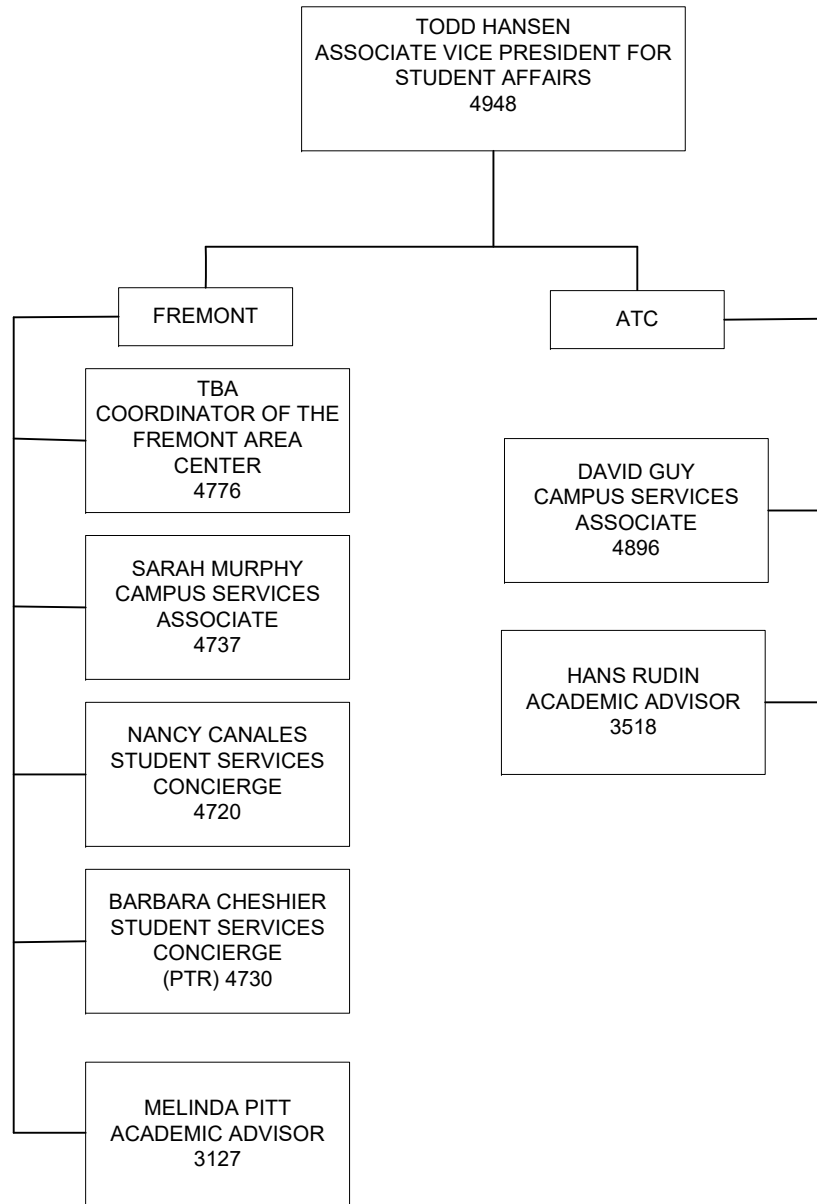 TODD HANSEN
ASSOCIATE VICE PRESIDENT FOR
STUDENT AFFAIRS
4948
FREMONT
ATC
TBA
COORDINATOR OF THE
FREMONT AREA
CENTER
4776
SARAH MURPHY
CAMPUS SERVICES
ASSOCIATE
4737
NANCY CANALES
STUDENT SERVICES
CONCIERGE
4720
BARBARA CHESHIER
STUDENT SERVICES
CONCIERGE
(PTR) 4730
MELINDA PITT
ACADEMIC ADVISOR
3127
DAVID GUY
CAMPUS SERVICES
ASSOCIATE
4896
HANS RUDIN
ACADEMIC ADVISOR
3518